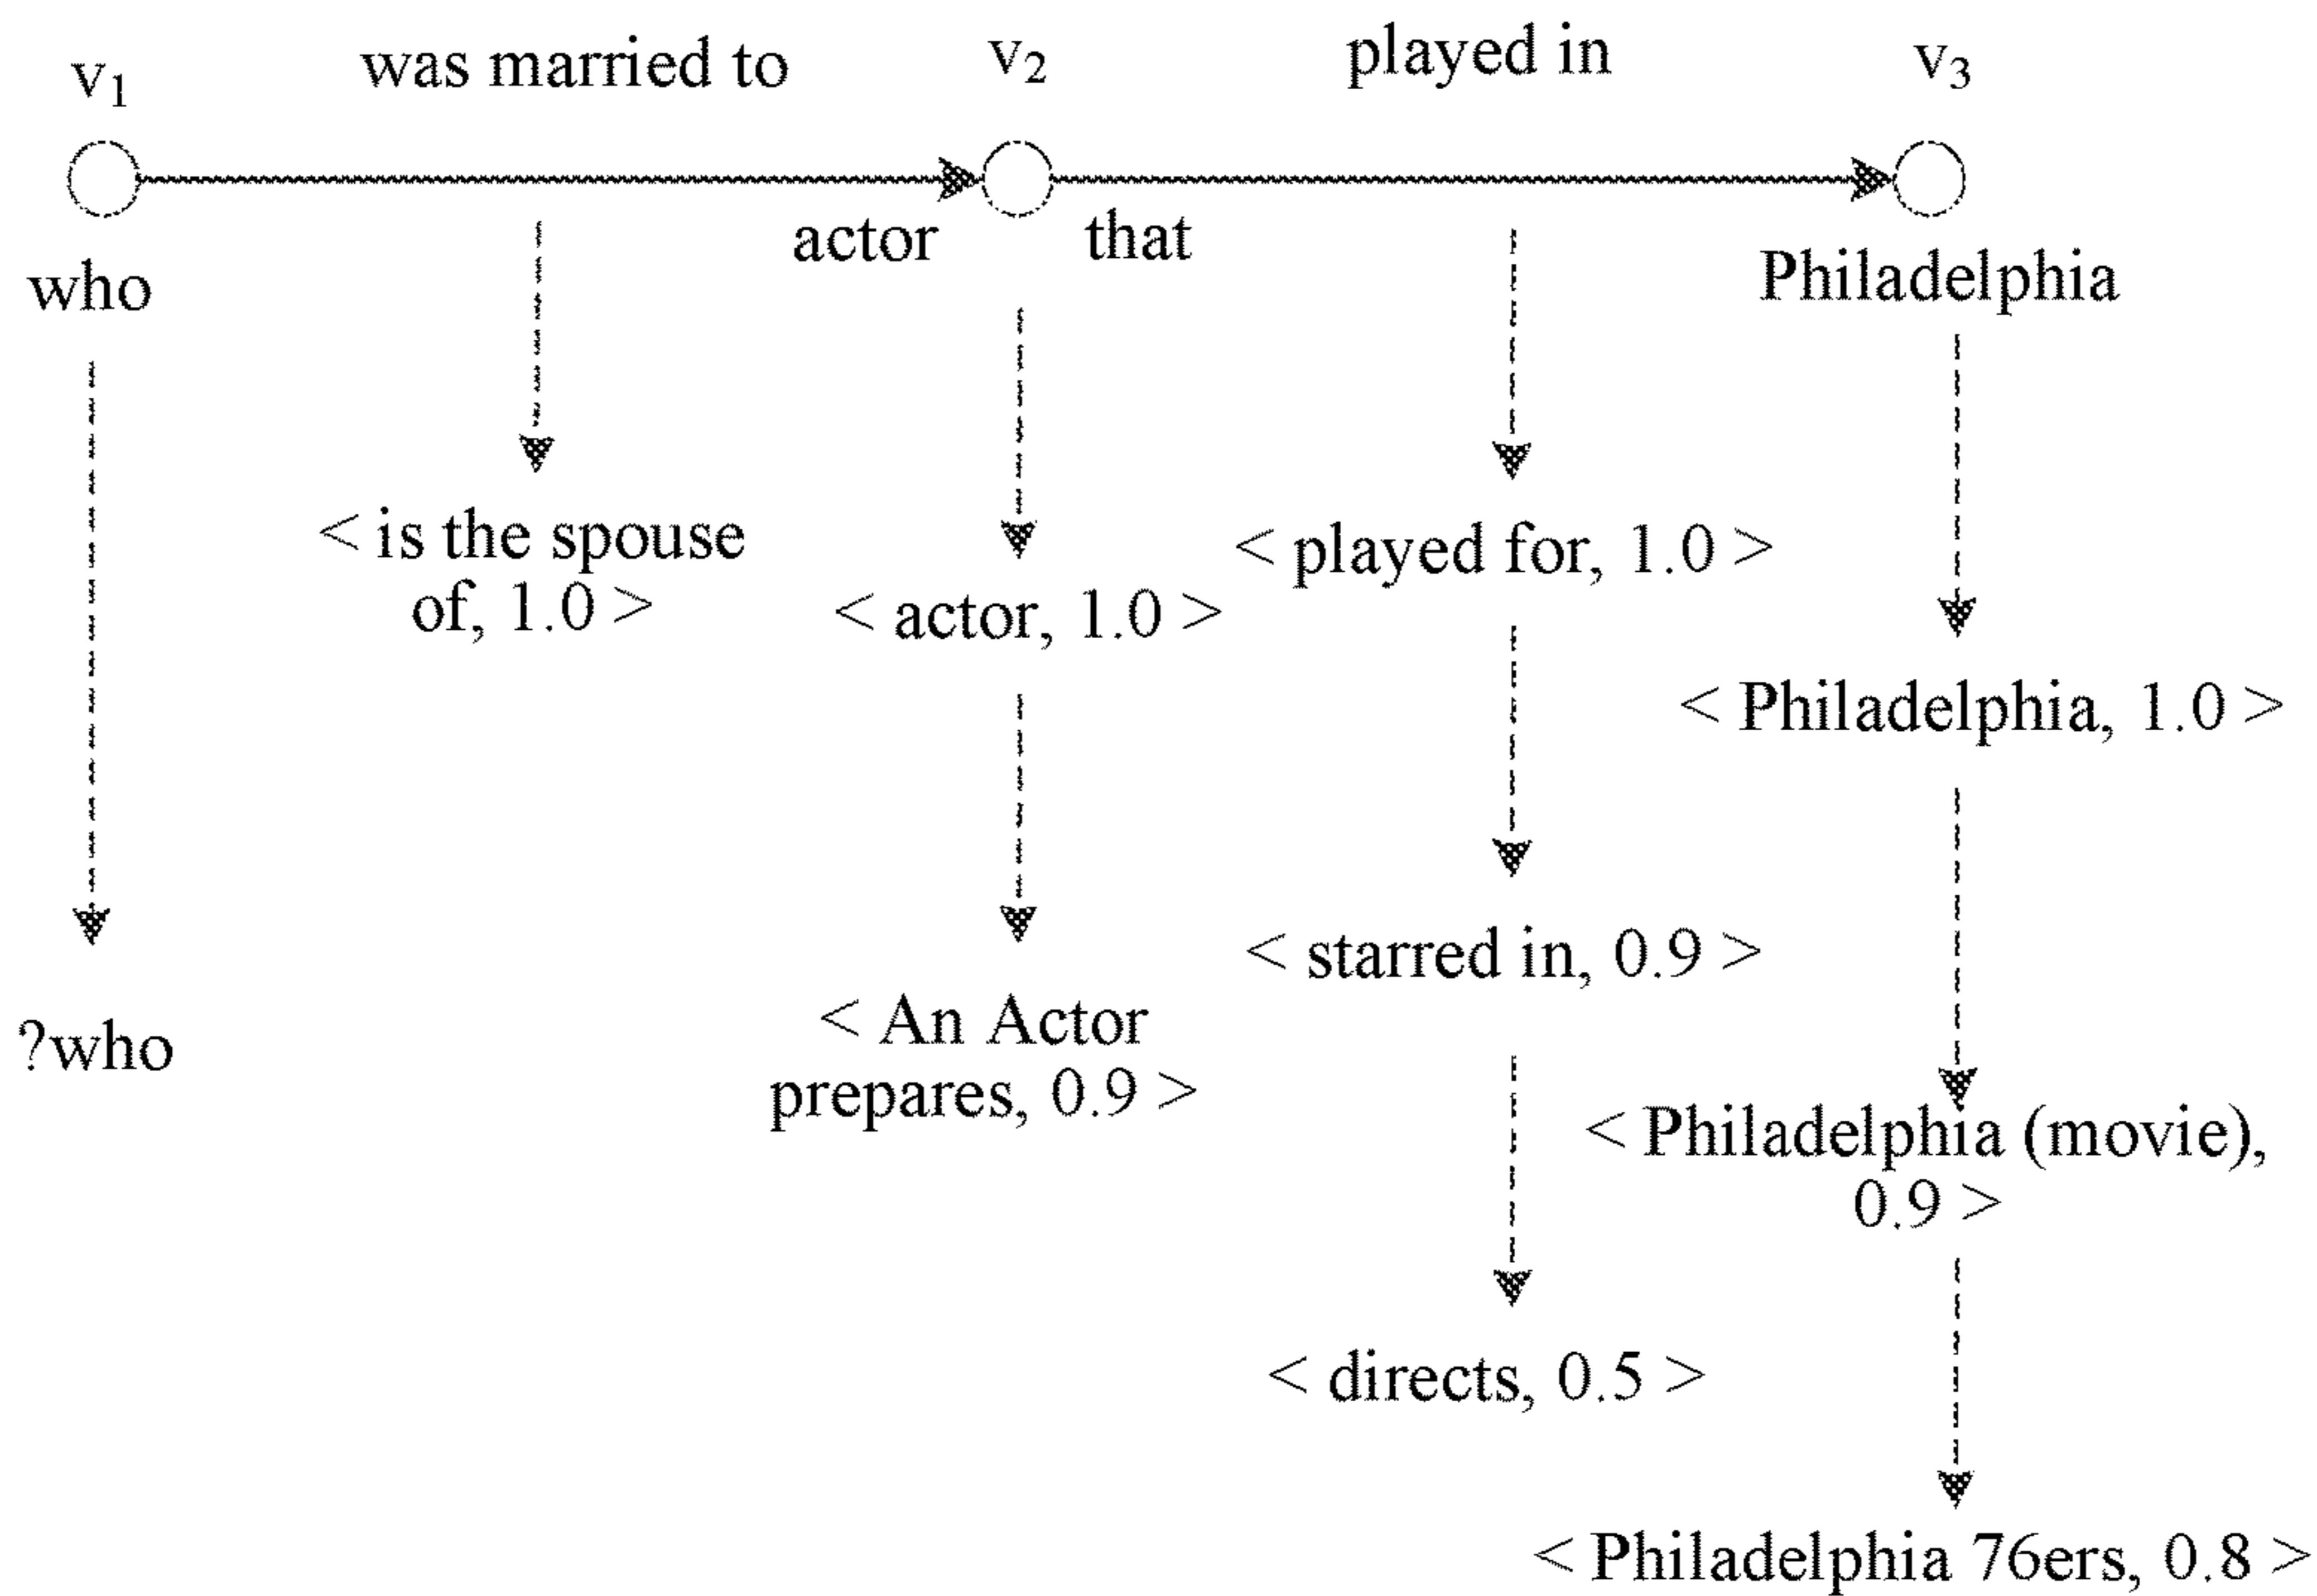 v₁
was married to
v₂
played in
v₃
who
actor
that
Philadelphia
< is the spouse
of, 1.0 >
< actor, 1.0 >
< played for, 1.0 >
< Philadelphia, 1.0 >
?who
< An Actor
prepares, 0.9 >
< starred in, 0.9 >
< Philadelphia (movie),
0.9 >
< directs, 0.5 >
< Philadelphia 76ers, 0.8 >